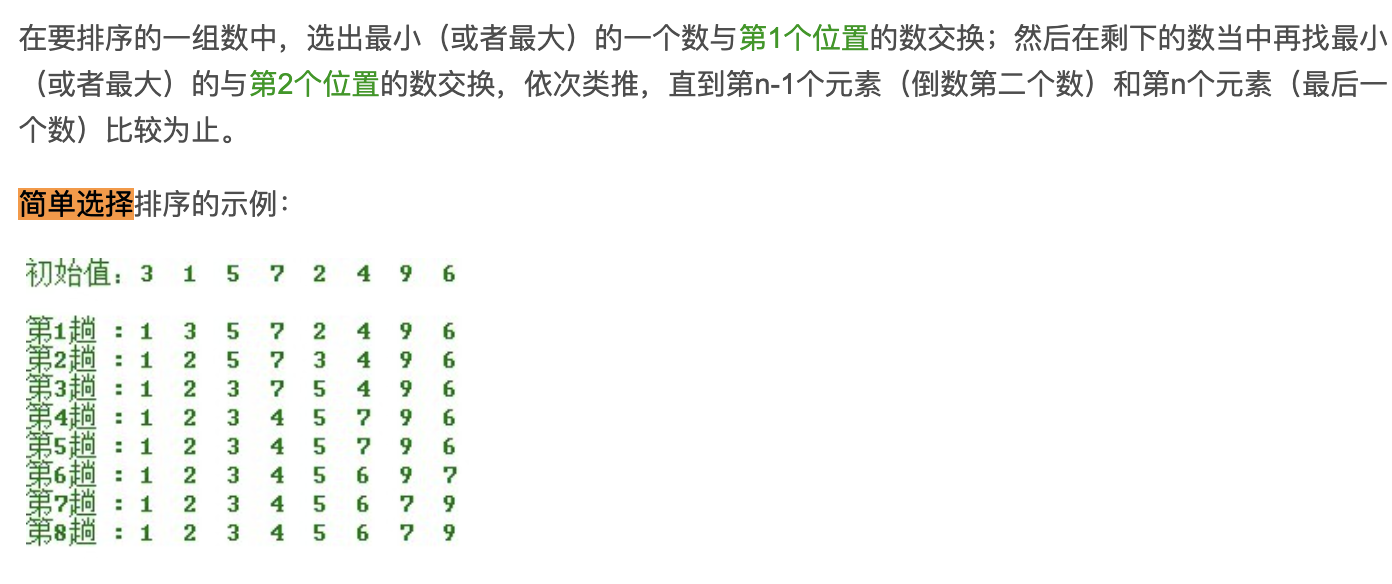 在要排序的一组数中，选出最小（或者最大）的一个数与第1个位置的数交换；然后在剩下的数当中再找最小
（或者最大）的与第2个位置的数交换，依次类推，直到第n-1个元素（倒数第二个数）和第n个元素（最后一
个数）比较为止。
简单选择排序的示例：
初始值：3 1 5 7 2 4 9 6
第1趟 : 1 3 5 7 2 4 9 6
第2趟 : 1 2 5 7 3 4 9 6
第3趟 : 1 2 3 7 5 4 9 6
第4趟 : 1 2 3 4 5 7 9 6
第5趟 : 1 2 3 4 5 7 9 6
第6趟 : 1 2 3 4 5 6 9 7
第7趟 : 1 2 3 4 5 6 7 9
第8趟 : 1 2 3 4 5 6 7 9